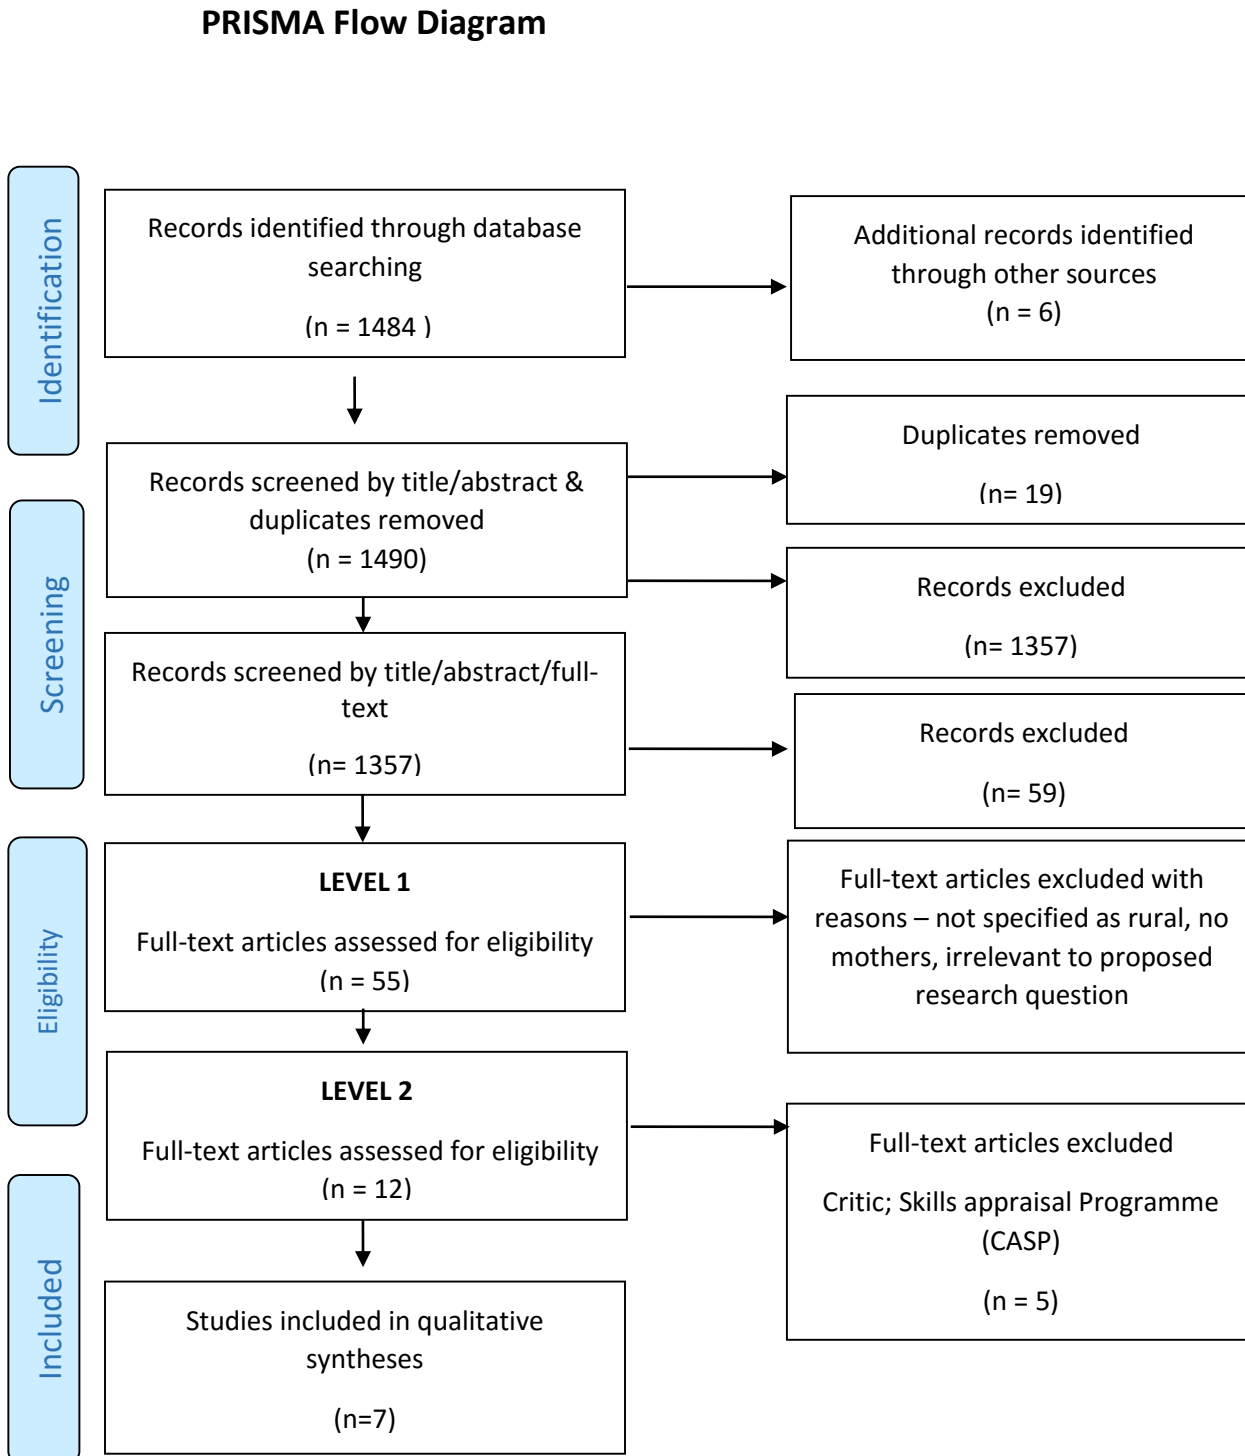 PRISMA Flow Diagram
Identification
Records identified through database
searching
(n = 1484 )
Additional records identified
through other sources
(n = 6)
Screening
Records screened by title/abstract &
duplicates removed
(n = 1490)
Duplicates removed
(n= 19)
Records excluded
(n= 1357)
Records screened by title/abstract/full-
text
(n= 1357)
Records excluded
(n= 59)
Eligibility
LEVEL 1
Full-text articles assessed for eligibility
(n = 55)
Full-text articles excluded with
reasons – not specified as rural, no
mothers, irrelevant to proposed
research question
LEVEL 2
Full-text articles assessed for eligibility
(n = 12)
Full-text articles excluded
Critic; Skills appraisal Programme
(CASP)
(n = 5)
Included
Studies included in qualitative
syntheses
(n=7)